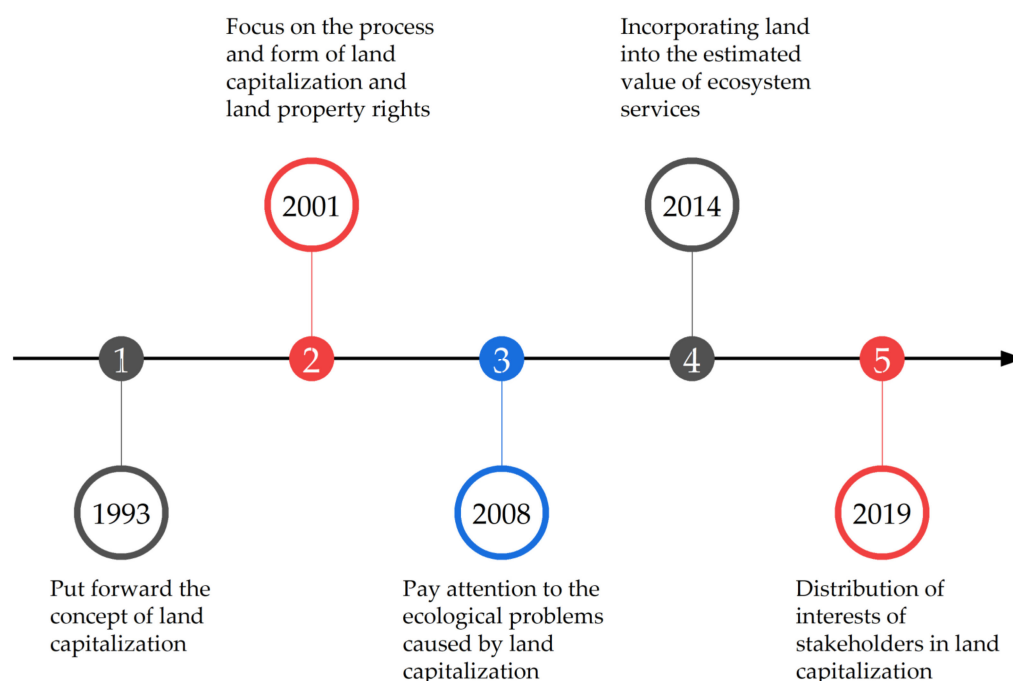 Focus on the process
and form of land
capitalization and
land property rights
Incorporating land
into the estimated
value of ecosystem
services
2001
2014
1
2
3
4
5
1993
2008
2019
Put forward the
concept of land
capitalization
Pay attention to the
ecological problems
caused by land
capitalization
Distribution of
interests of
stakeholders in land
capitalization